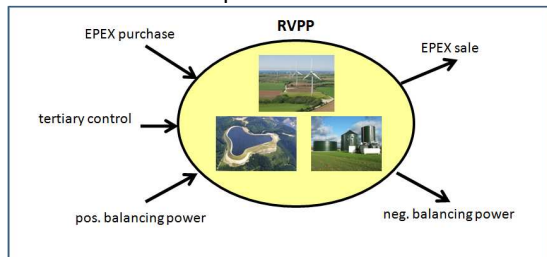 RVPP
EPEX purchase
EPEX sale
tertiary control
pos. balancing power
neg. balancing power